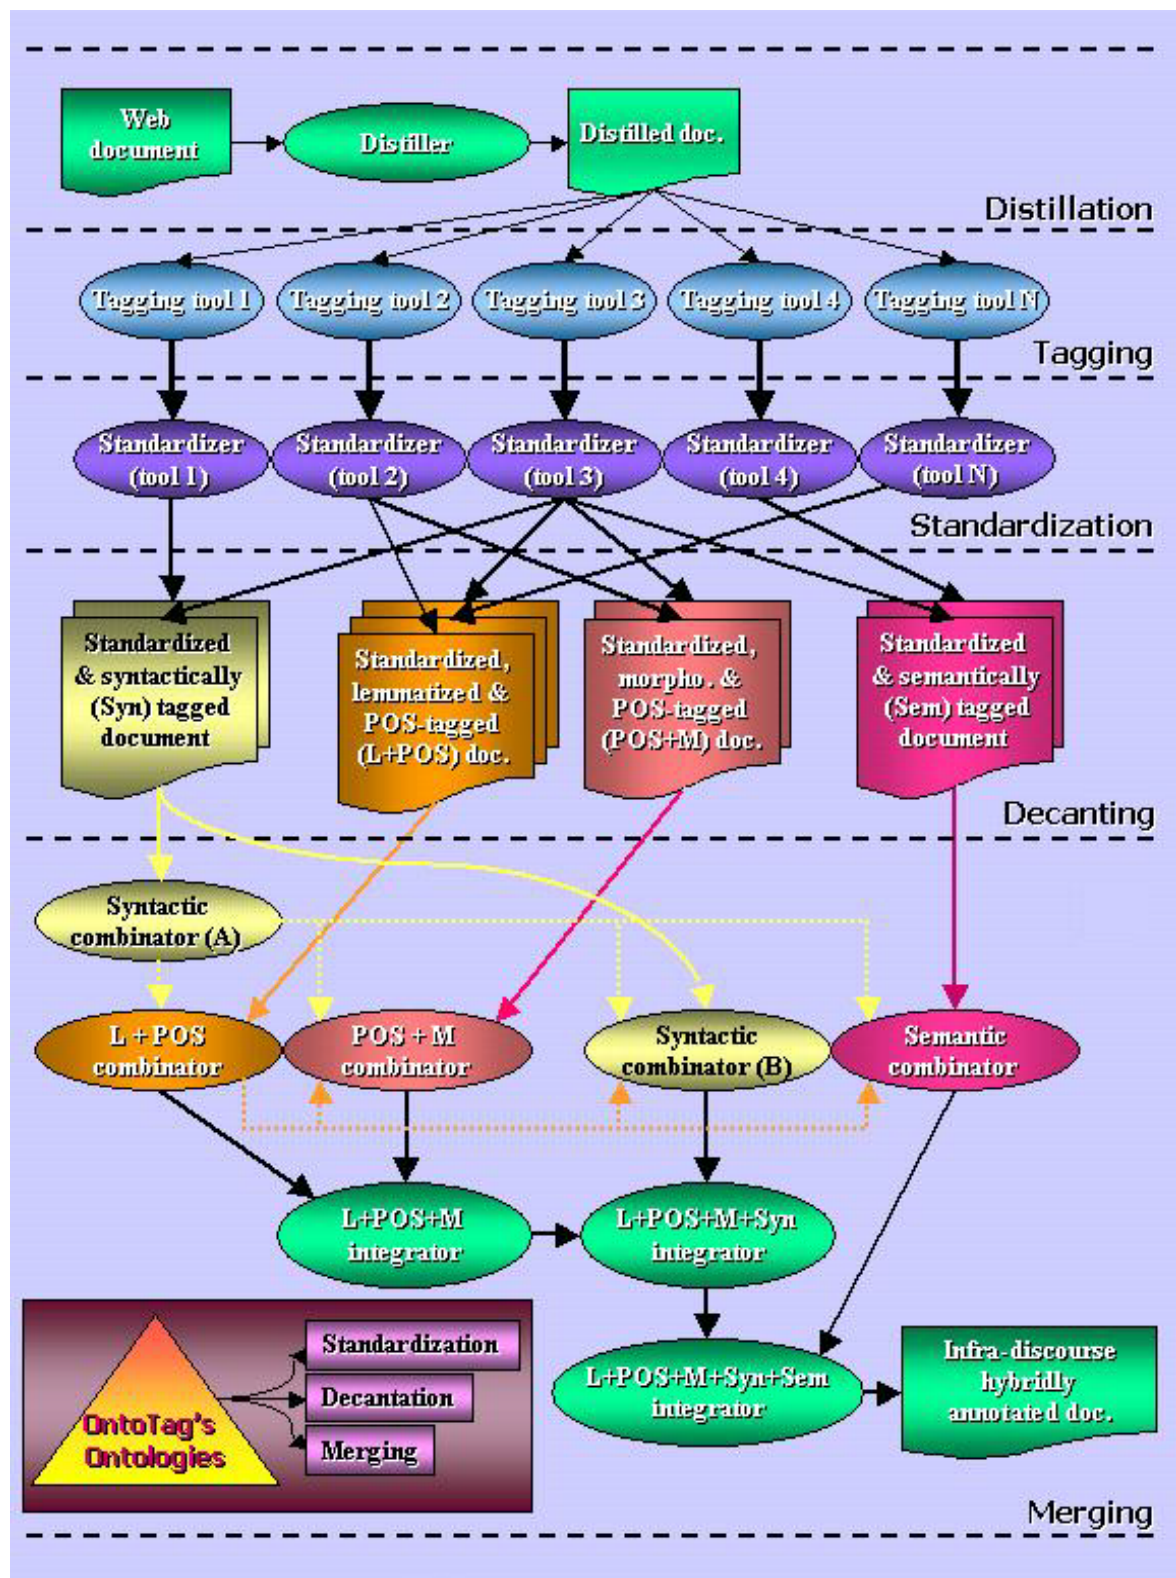 Web
document
Distiller
Distilled doc.
Distillation
Tagging tool 1
Tagging tool 2
Tagging tool 3
Tagging tool 4
Tagging tool N
Tagging
Standardizer
(tool 1)
Standardizer
(tool 2)
Standardizer
(tool 3)
Standardizer
(tool 4)
Standardizer
(tool N)
Standardization
Standardized
& syntactically
(Syn) tagged
document
Standardized,
lemmatized &
POS-tagged
(L+POS) doc.
Standardized,
morpho. &
POS-tagged
(POS+M) doc.
Standardized
& semantically
(Sem) tagged
document
Decanting
Syntactic
combinator (A)
L + POS
combinator
POS + M
combinator
Syntactic
combinator (B)
Semantic
combinator
L+POS+M
integrator
L+POS+M+Syn
integrator
L+POS+M+Syn+Sem
integrator
Infra-discourse
hybridly
annotated doc.
OntoTag's
Ontologies
Standardization
Decantation
Merging
Merging